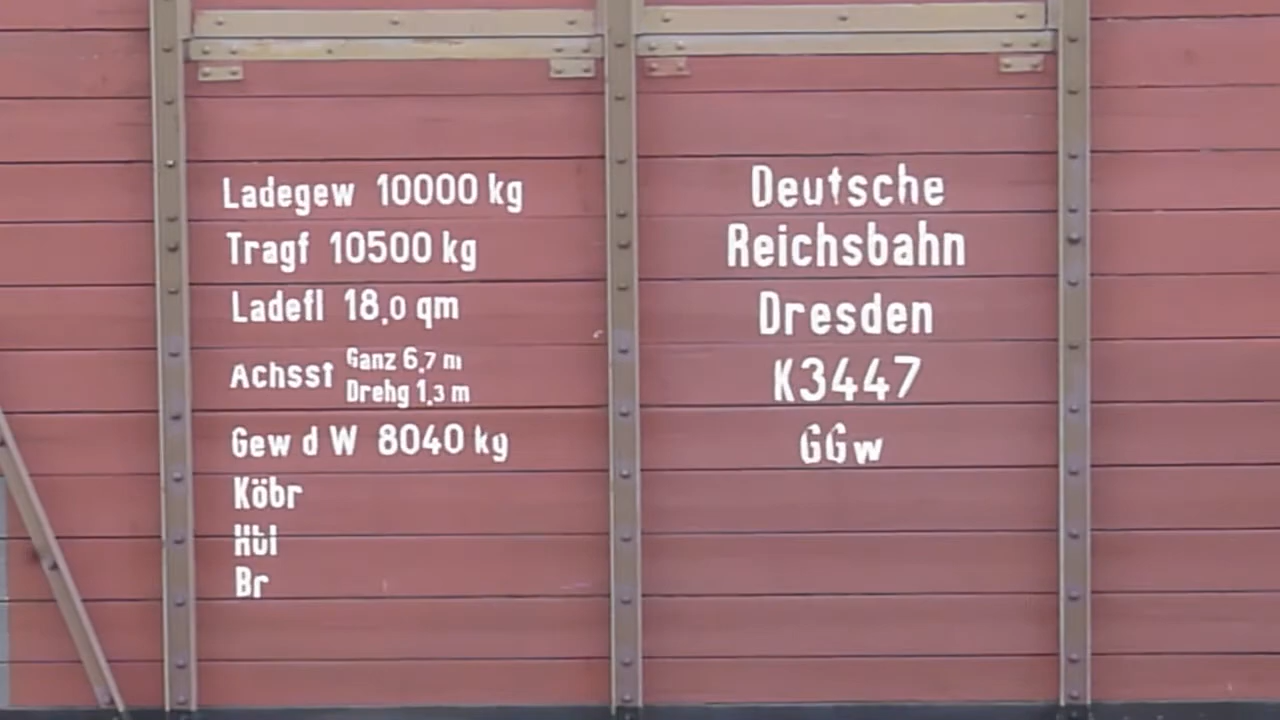 Ladegew 10000 kg
Tragf 10500 kg
Ladefl 18,0 qm
Achsst Ganz 6,7 m
Drehg 1,3 m
Gew d W 8040 kg
Köbr
Br
Deutsche
Reichsbahn
Dresden
K3447
GGw